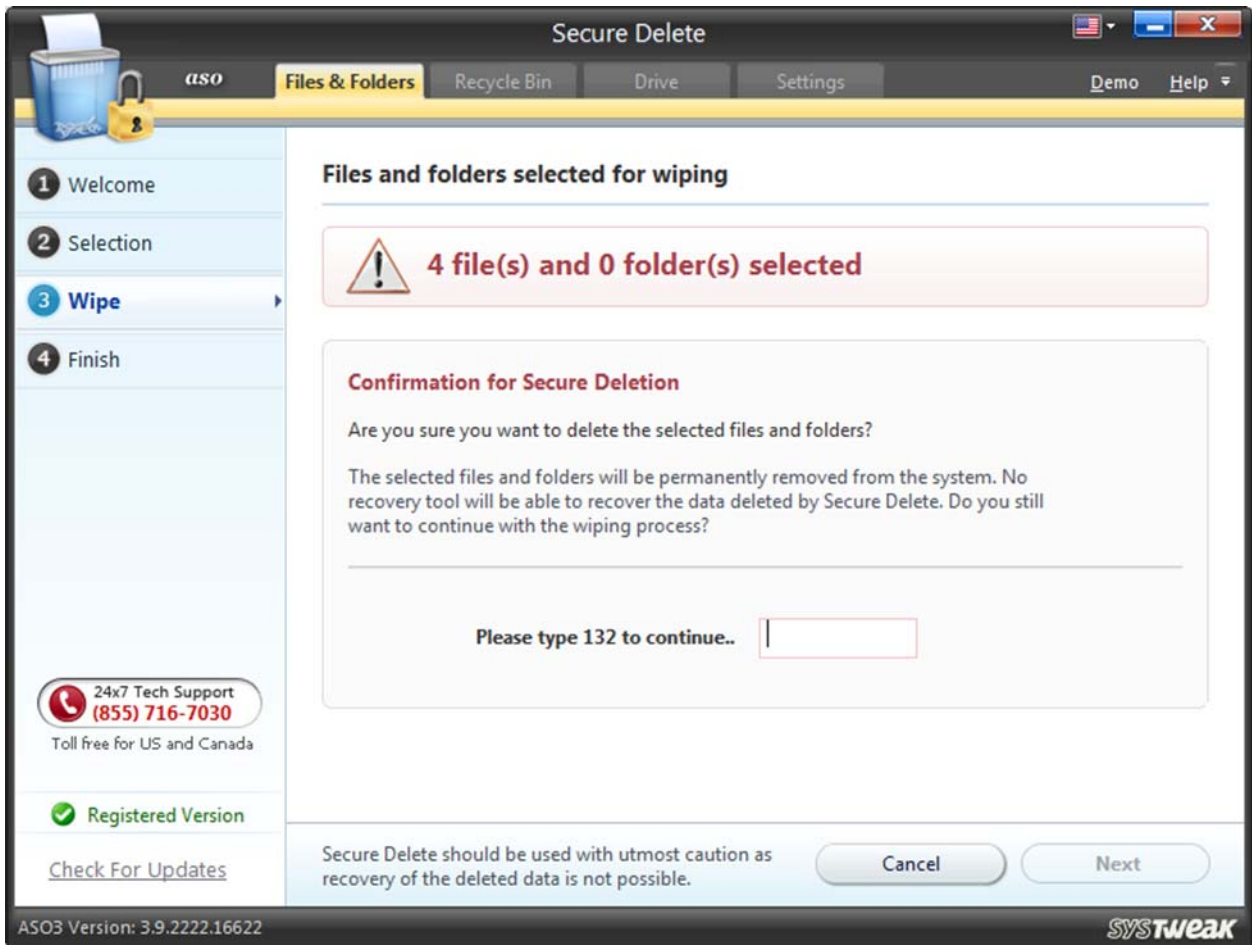 Secure Delete
aso
Files & Folders
Recycle Bin
Drive
Settings
Demo
Help
1 Welcome
2 Selection
3 Wipe
4 Finish
Files and folders selected for wiping
4 file(s) and 0 folder(s) selected
Confirmation for Secure Deletion
Are you sure you want to delete the selected files and folders?
The selected files and folders will be permanently removed from the system. No
recovery tool will be able to recover the data deleted by Secure Delete. Do you still
want to continue with the wiping process?
Please type 132 to continue..
24x7 Tech Support
(855) 716-7030
Toll free for US and Canada
Registered Version
Check For Updates
Secure Delete should be used with utmost caution as
recovery of the deleted data is not possible.
Cancel
Next
ASO3 Version: 3.9.2222.16622
SYSTWEAK